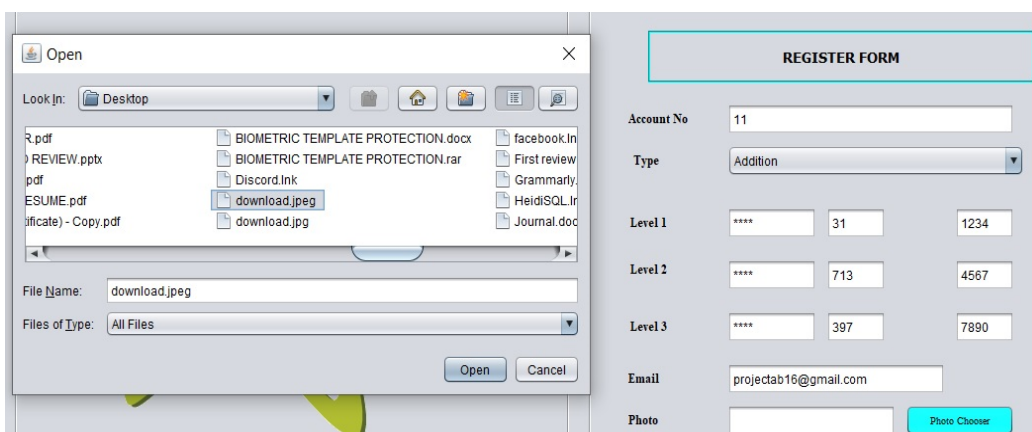 Open
Look In: Desktop
R.pdf
REVIEW.pptx
pdf
ESUME.pdf
tificate) - Copy.pdf
BIOMETRIC TEMPLATE PROTECTION.docx
BIOMETRIC TEMPLATE PROTECTION.rar
Discord.lnk
download.jpeg
download.jpg
facebook.ln
First review
Grammarly.
HeidiSQL.lr
Journal.doc
File Name: download.jpeg
Files of Type: All Files
Open Cancel
REGISTER FORM
Account No 11
Type Addition
Level 1 **** 31 1234
Level 2 **** 713 4567
Level 3 **** 397 7890
Email projectab16@gmail.com
Photo Photo Chooser